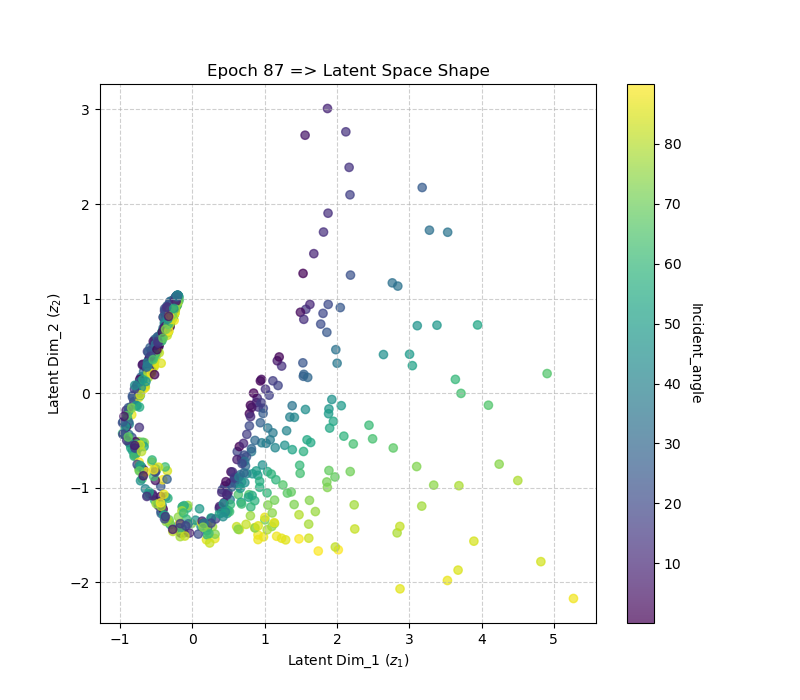 Epoch 87 => Latent Space Shape
3
2
1
0
−1
−2
Latent Dim_2 (z₂)
−1 0 1 2 3 4 5
Latent Dim_1 (z₁)
80
70
60
50
40
30
20
10
Incident_angle